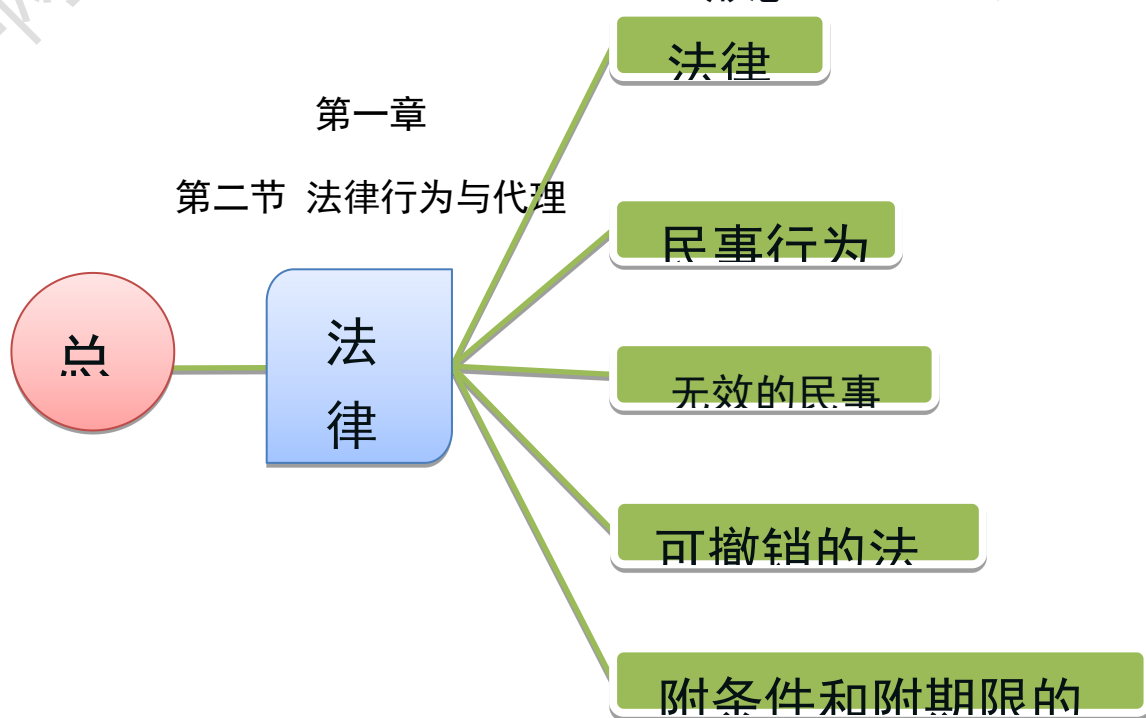 法律
第一章
第二节 法律行为与代理
民事行为
总
法
律
无效的民事
可撤销的法
附条件和附期限的